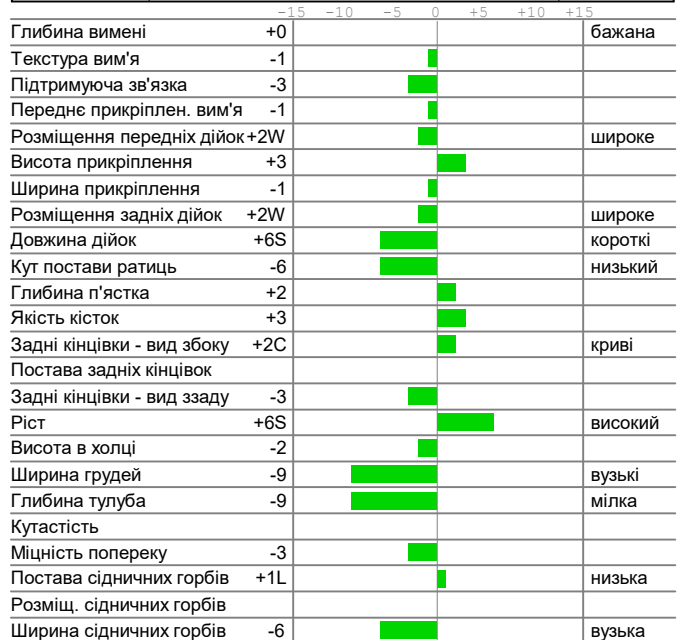 -15 -10 -5 0 +5 +10 +15
Глибина вимені +0 бажана
Текстура вим'я -1
Підтримуюча зв'язка -3
Переднє прикріплен. вим'я -1
Розміщення передніх дійок +2W широке
Висота прикріплення +3
Ширина прикріплення -1
Розміщення задніх дійок +2W широке
Довжина дійок +6S короткі
Кут постави ратиць -6 низький
Глибина п'ястка +2
Якість кісток +3
Задні кінцівки - вид збоку +2C криві
Постава задніх кінцівок
Задні кінцівки - вид ззаду -3
Ріст +6S високий
Висота в холці -2
Ширина грудей -9 вузькі
Глибина тулуба -9 мілка
Кутастість
Міцність попереку -3
Постава сідничних горбів +1L низька
Розміщ. сідничних горбів
Ширина сідничних горбів -6 вузька